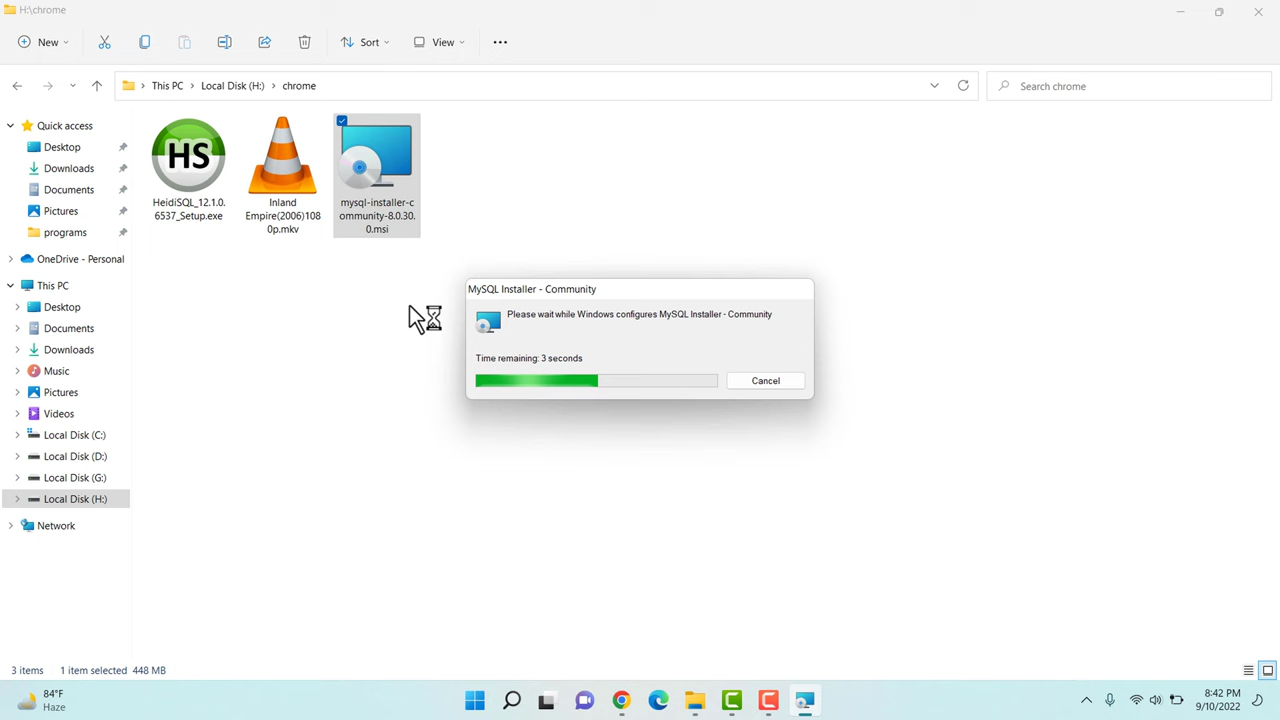 H:\chrome
New
Sort
View
This PC
Local Disk (H:)
chrome
Search chrome
Quick access
Desktop
Downloads
Documents
Pictures
programs
OneDrive - Personal
This PC
Desktop
Documents
Downloads
Music
Pictures
Videos
Local Disk (C:)
Local Disk (D:)
Local Disk (G:)
Local Disk (H:)
Network
HS
HeidiSQL_12.1.0.
6537_Setup.exe
Inland
Empire(2006)108
0p.mkv
mysql-installer-c
ommunity-8.0.30.
0.msi
MySQL Installer - Community
Please wait while Windows configures MySQL Installer - Community
Time remaining: 3 seconds
Cancel
3 items 1 item selected 448 MB
84°F
Haze
8:42 PM
9/10/2022